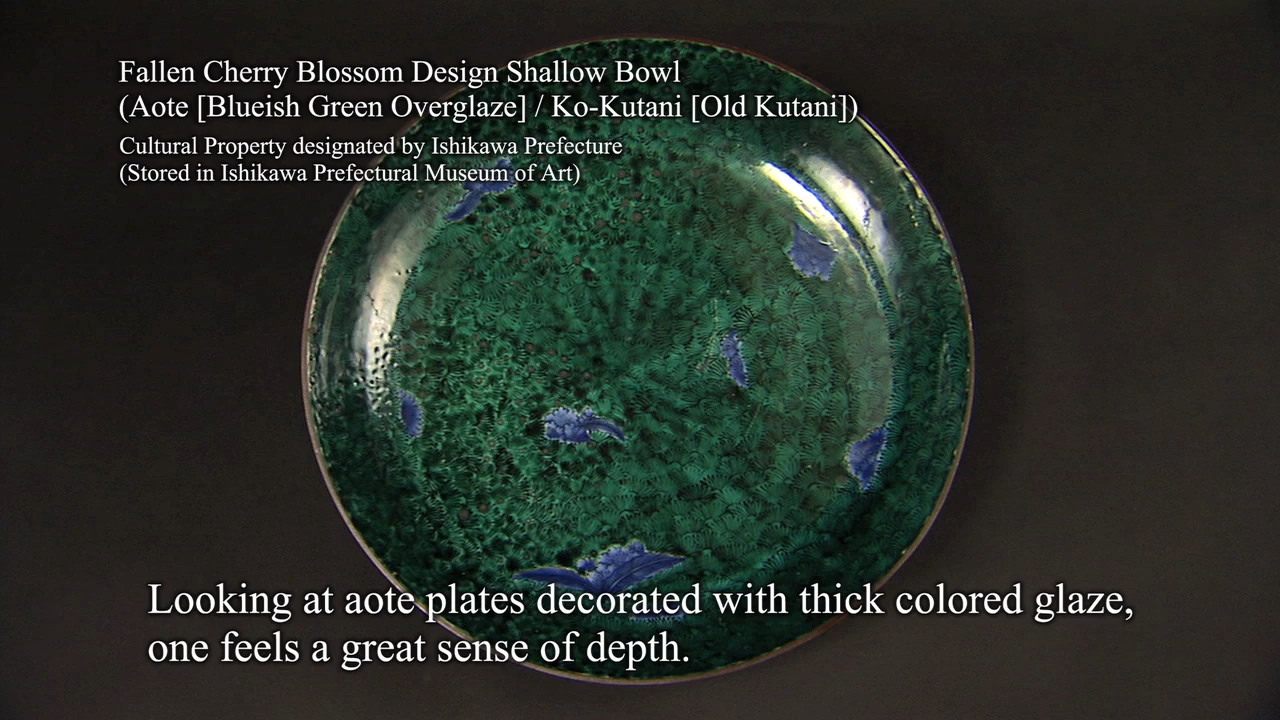 Fallen Cherry Blossom Design Shallow Bowl
(Aote [Blueish Green Overglaze] / Ko-Kutani [Old Kutani])
Cultural Property designated by Ishikawa Prefecture
(Stored in Ishikawa Prefectural Museum of Art)
Looking at aote plates decorated with thick colored glaze,
one feels a great sense of depth.